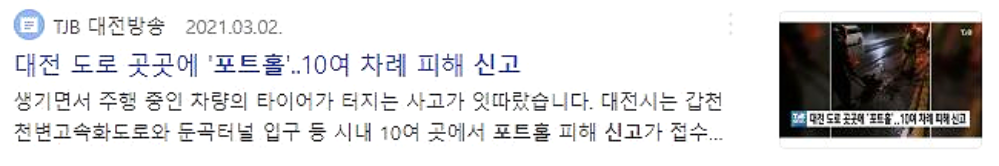 TJB 대전방송 2021.03.02.
대전 도로 곳곳에 '포트홀'..10여 차례 피해 신고
생기면서 주행 중인 차량의 타이어가 터지는 사고가 잇따랐습니다. 대전시는 갑천
천변고속화도로와 둔곡터널 입구 등 시내 10여 곳에서 포트홀 피해 신고가 접수...
TJB
대전 도로 곳곳에 '포트홀'..10여 차례 피해 신고